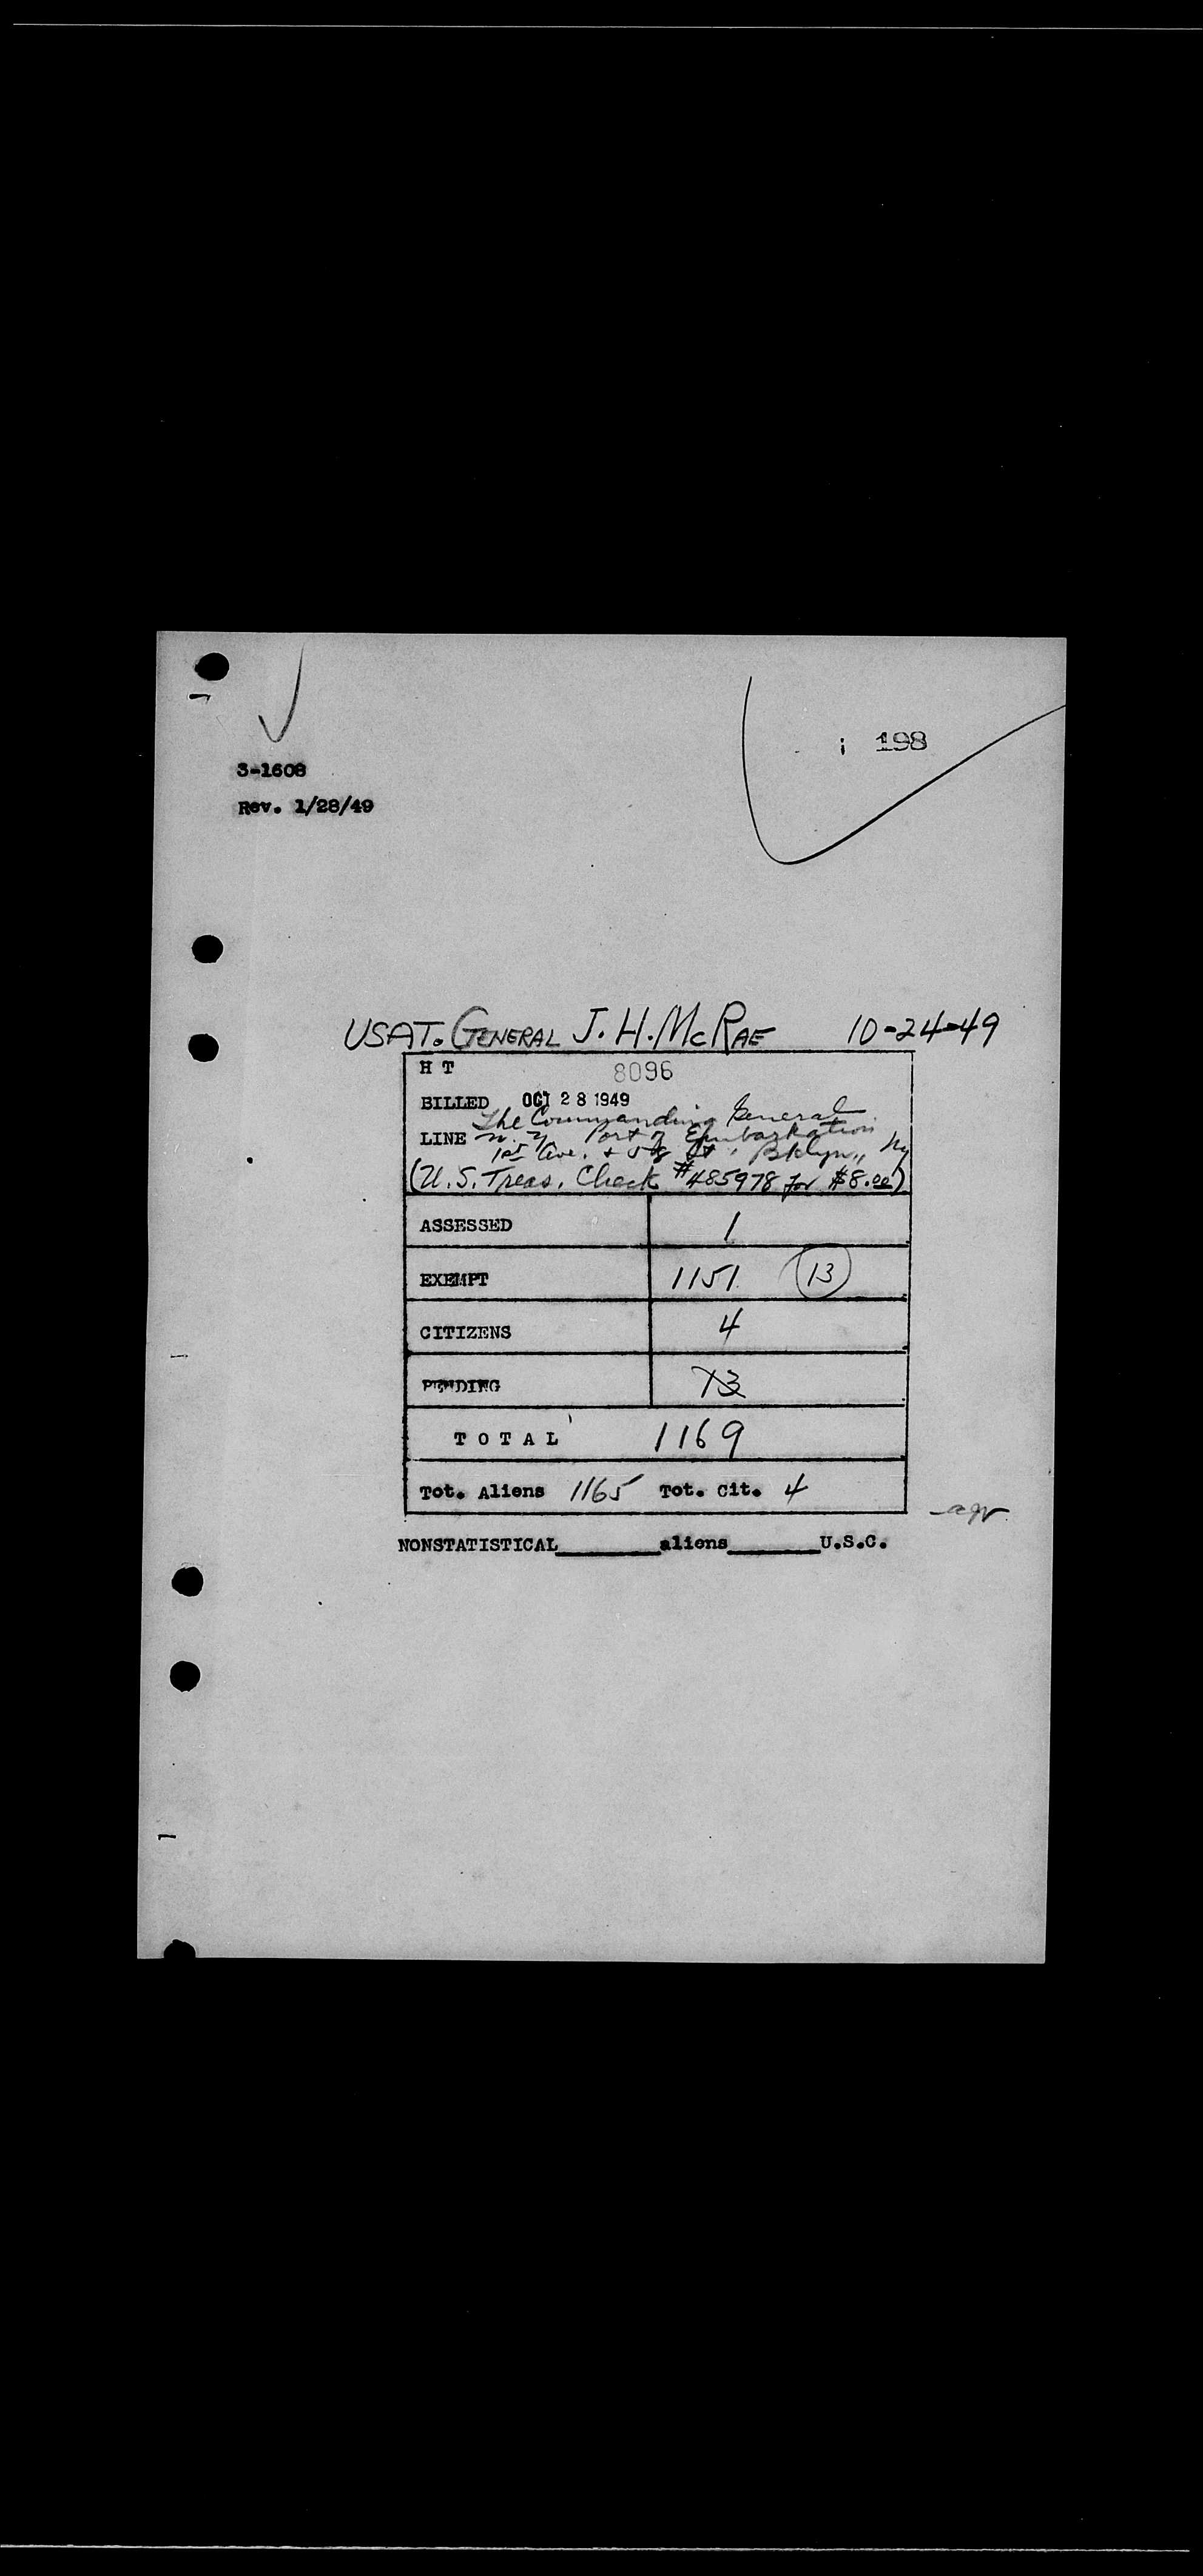 198
3-1608
Rev. 1/28/49
USAT. GENERAL J. H. McRAE 10-24-49
H T 8096
BILLED OCT 28 1949
The Commanding General
LINE N. Y. Port of Embarkation
1st Ave. & 58 St., Bklyn., NY
(U.S. Treas. Check #485978 for $8.00)
ASSESSED 1
EXEMPT 1151 13
CITIZENS 4
PENDING 13
TOTAL 1169
Tot. Aliens 1165 Tot. Cit. 4
NONSTATISTICAL________aliens_______U.S.C.